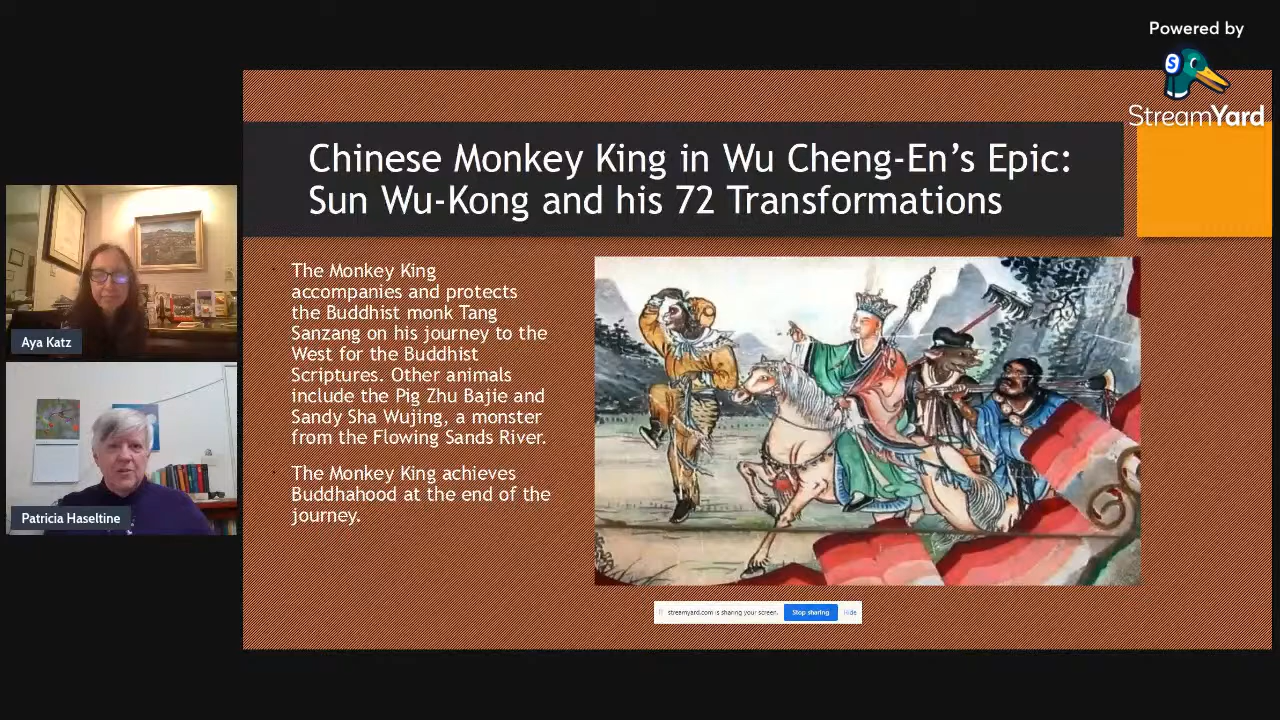 Powered by
StreamYard
Chinese Monkey King in Wu Cheng-En’s Epic:
Sun Wu-Kong and his 72 Transformations
The Monkey King
accompanies and protects
the Buddhist monk Tang
Sanzang on his journey to the
West for the Buddhist
Scriptures. Other animals
include the Pig Zhu Bajie and
Sandy Sha Wujing, a monster
from the Flowing Sands River.
The Monkey King achieves
Buddhahood at the end of the
journey.
Aya Katz
Patricia Haseltine
streamyard.com is sharing your screen. Stop sharing Hide